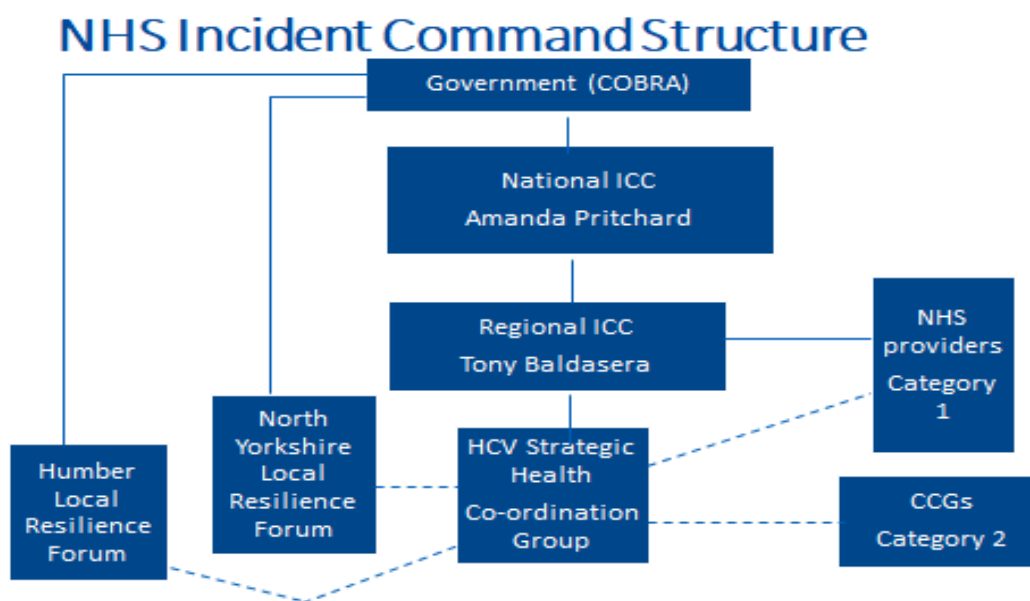 NHS Incident Command Structure
Government (COBRA)
National ICC
Amanda Pritchard
Regional ICC
Tony Baldasera
NHS
providers
Category
1
North
Yorkshire
Local
Resilience
Forum
HCV Strategic
Health
Co-ordination
Group
Humber
Local
Resilience
Forum
CCGs
Category 2